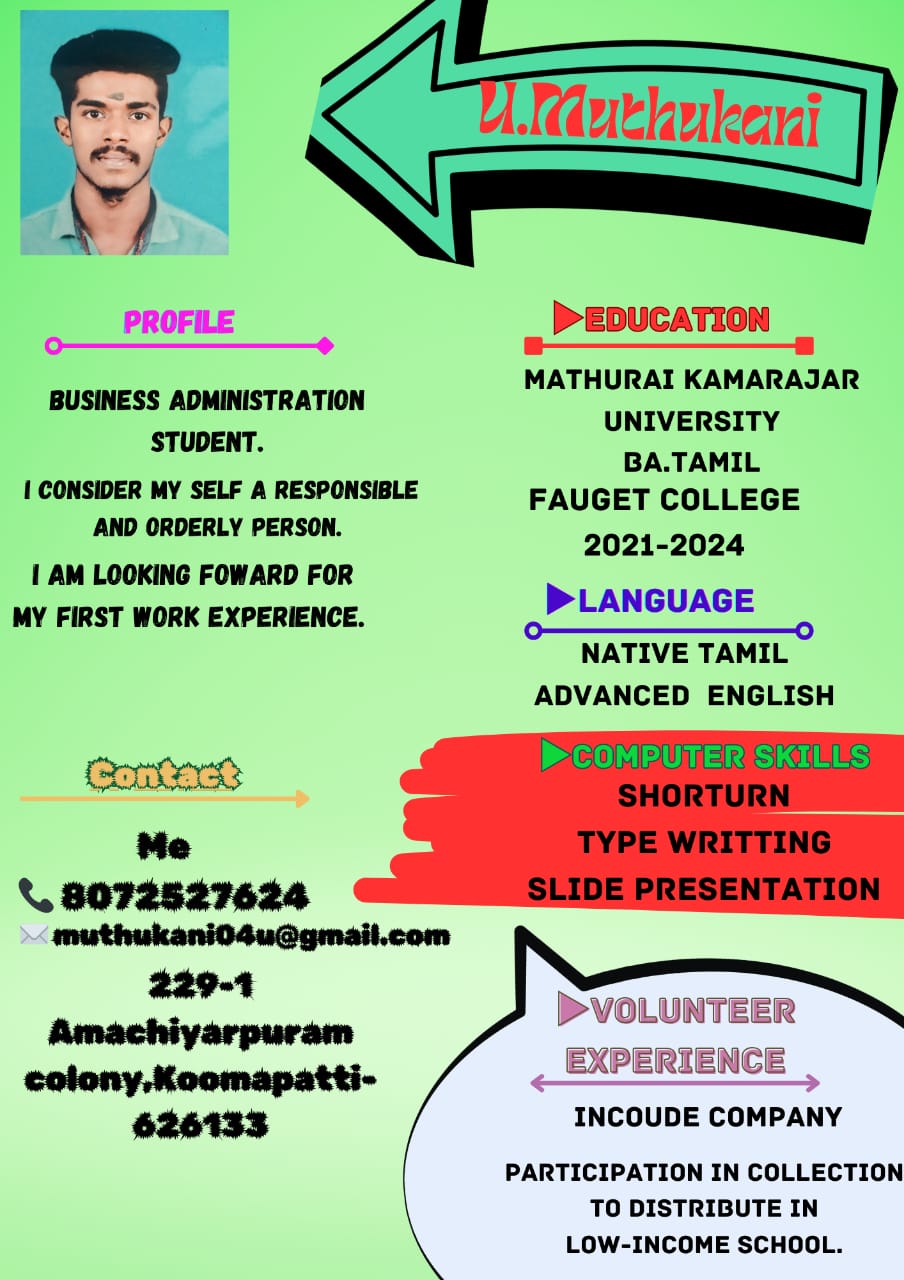 U.Muthukani
PROFILE
BUSINESS ADMINISTRATION
STUDENT.
I CONSIDER MY SELF A RESPONSIBLE
AND ORDERLY PERSON.
I AM LOOKING FOWARD FOR
MY FIRST WORK EXPERIENCE.
Contact
Me
8072527624
muthukani04u@gmail.com
229-1
Amachiyarpuram
colony,Koomapatti-
626133
EDUCATION
MATHURAI KAMARAJAR
UNIVERSITY
BA.TAMIL
FAUGET COLLEGE
2021-2024
LANGUAGE
NATIVE TAMIL
ADVANCED ENGLISH
COMPUTER SKILLS
SHORTURN
TYPE WRITTING
SLIDE PRESENTATION
VOLUNTEER
EXPERIENCE
INCOUDE COMPANY
PARTICIPATION IN COLLECTION
TO DISTRIBUTE IN
LOW-INCOME SCHOOL.